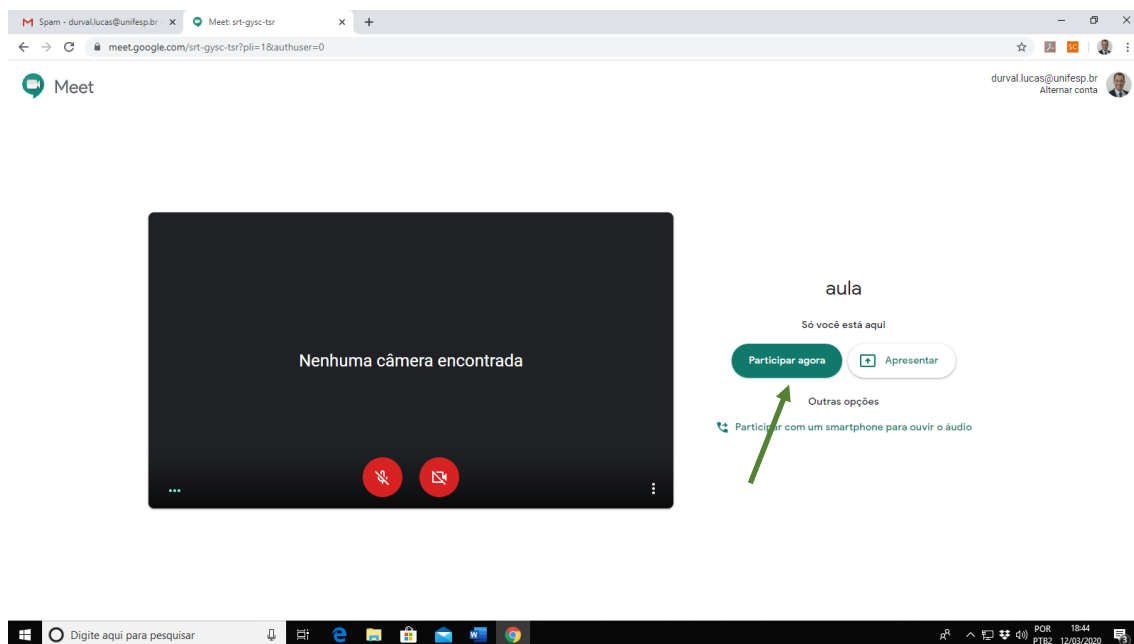 Spam - durval.lucas@unifesp.br -
Meet: srt-gysc-tsr
meet.google.com/srt-gysc-tsr?pli=1&authuser=0
SC
Meet
durval.lucas@unifesp.br
Alternar conta
Nenhuma câmera encontrada
aula
Só você está aqui
Participar agora
Apresentar
Outras opções
Participar com um smartphone para ouvir o áudio
Digite aqui para pesquisar
POR
PTB2
18:44
12/03/2020
3